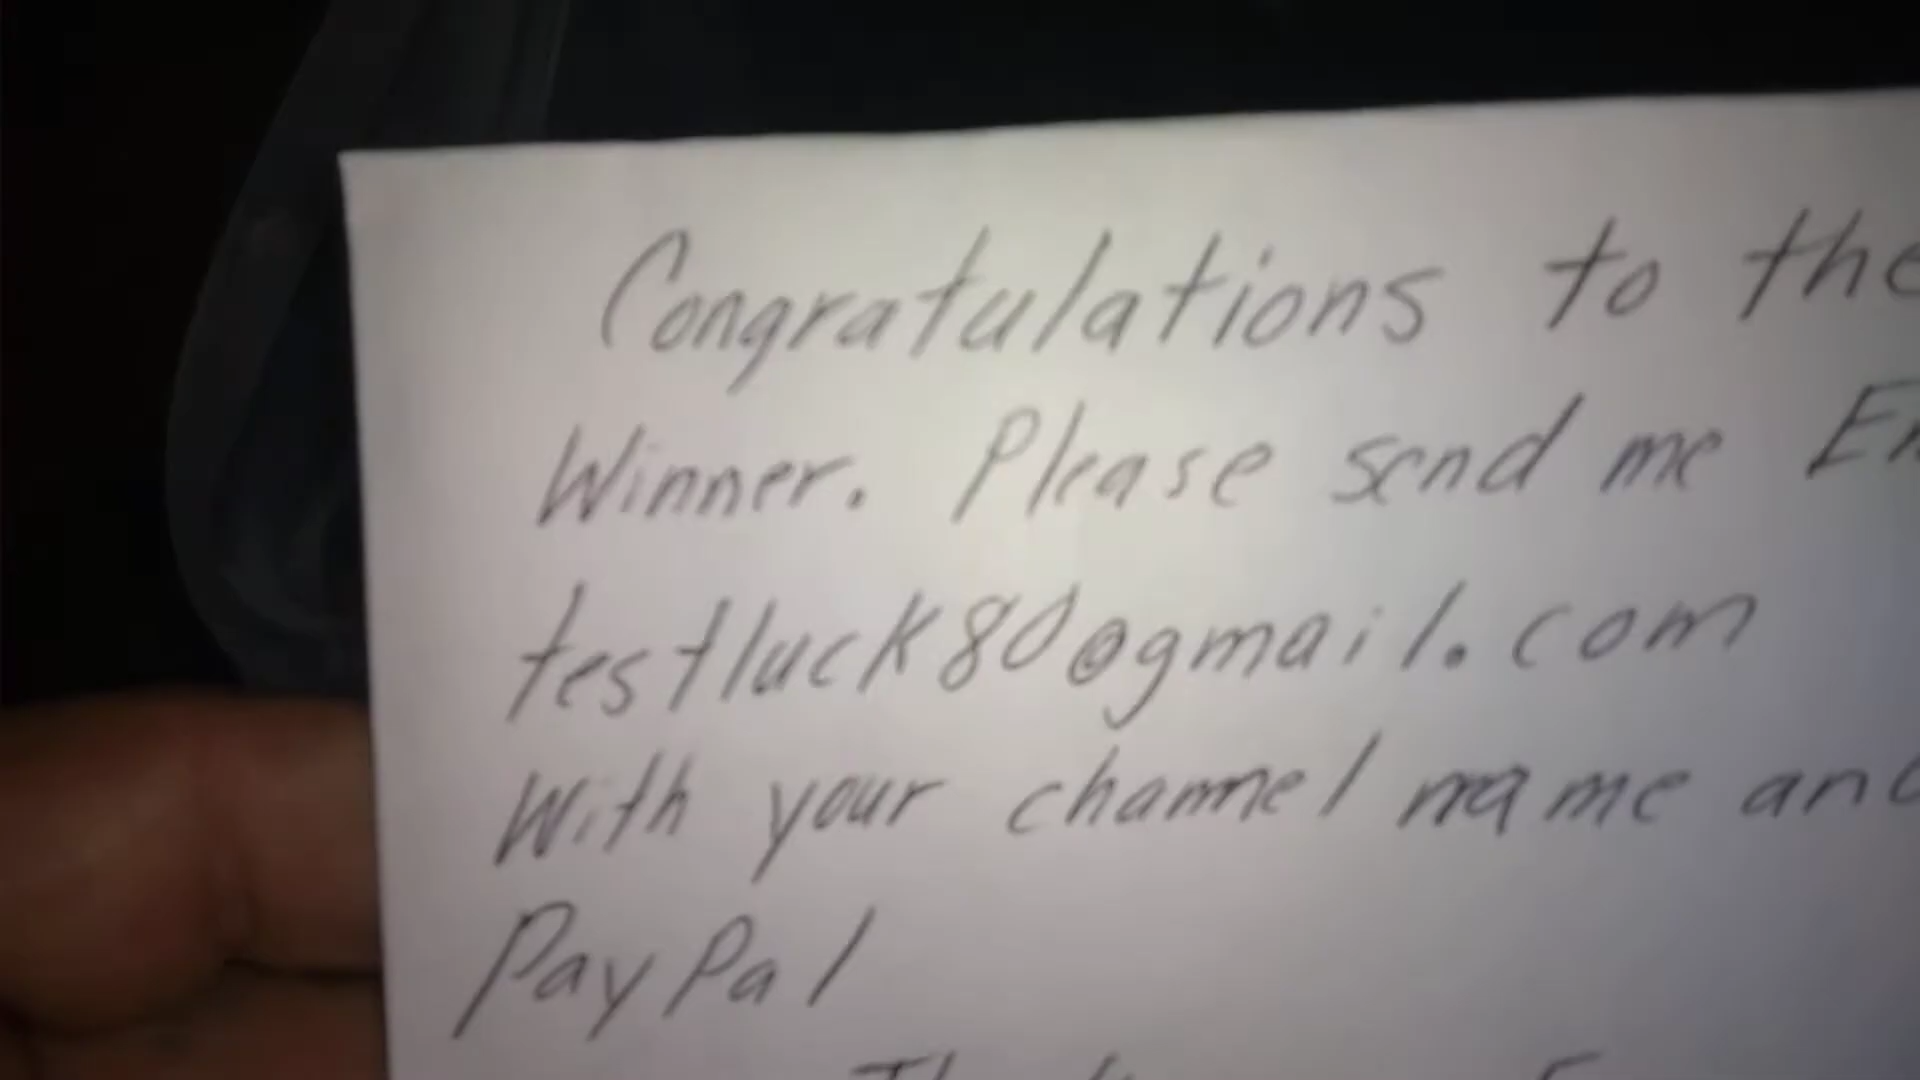 Congratulations to the
Winner. Please send me
testluck80@gmail.com
With your channel name and
PayPal